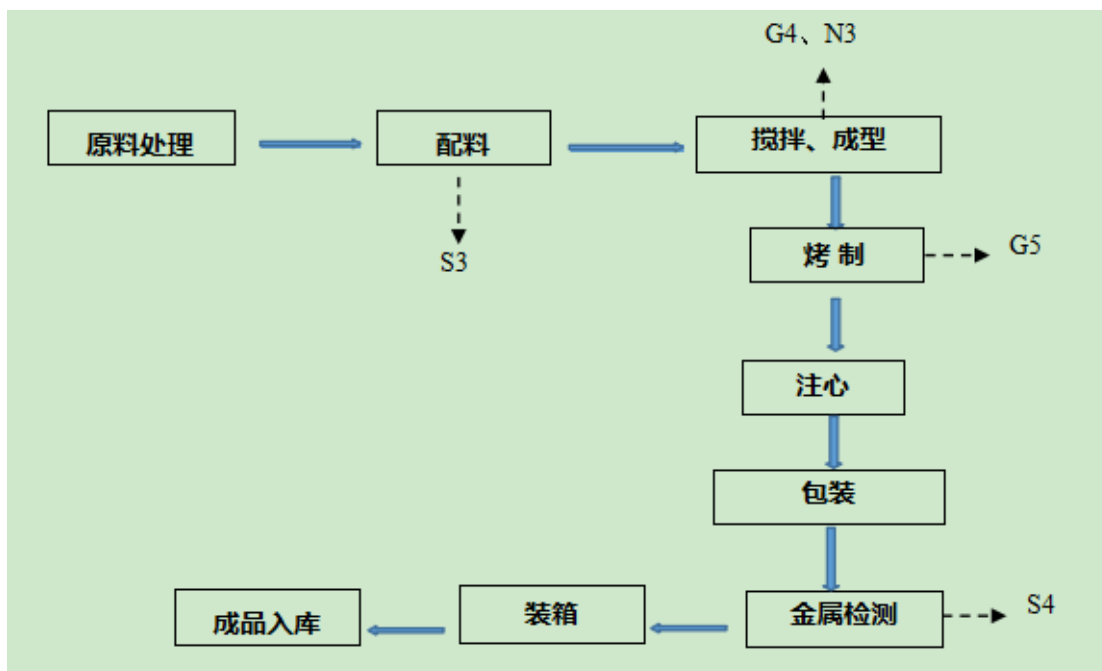 G4、N3
原料处理
配料
搅拌、成型
S3
烤 制
G5
注心
包装
金属检测
S4
装箱
成品入库